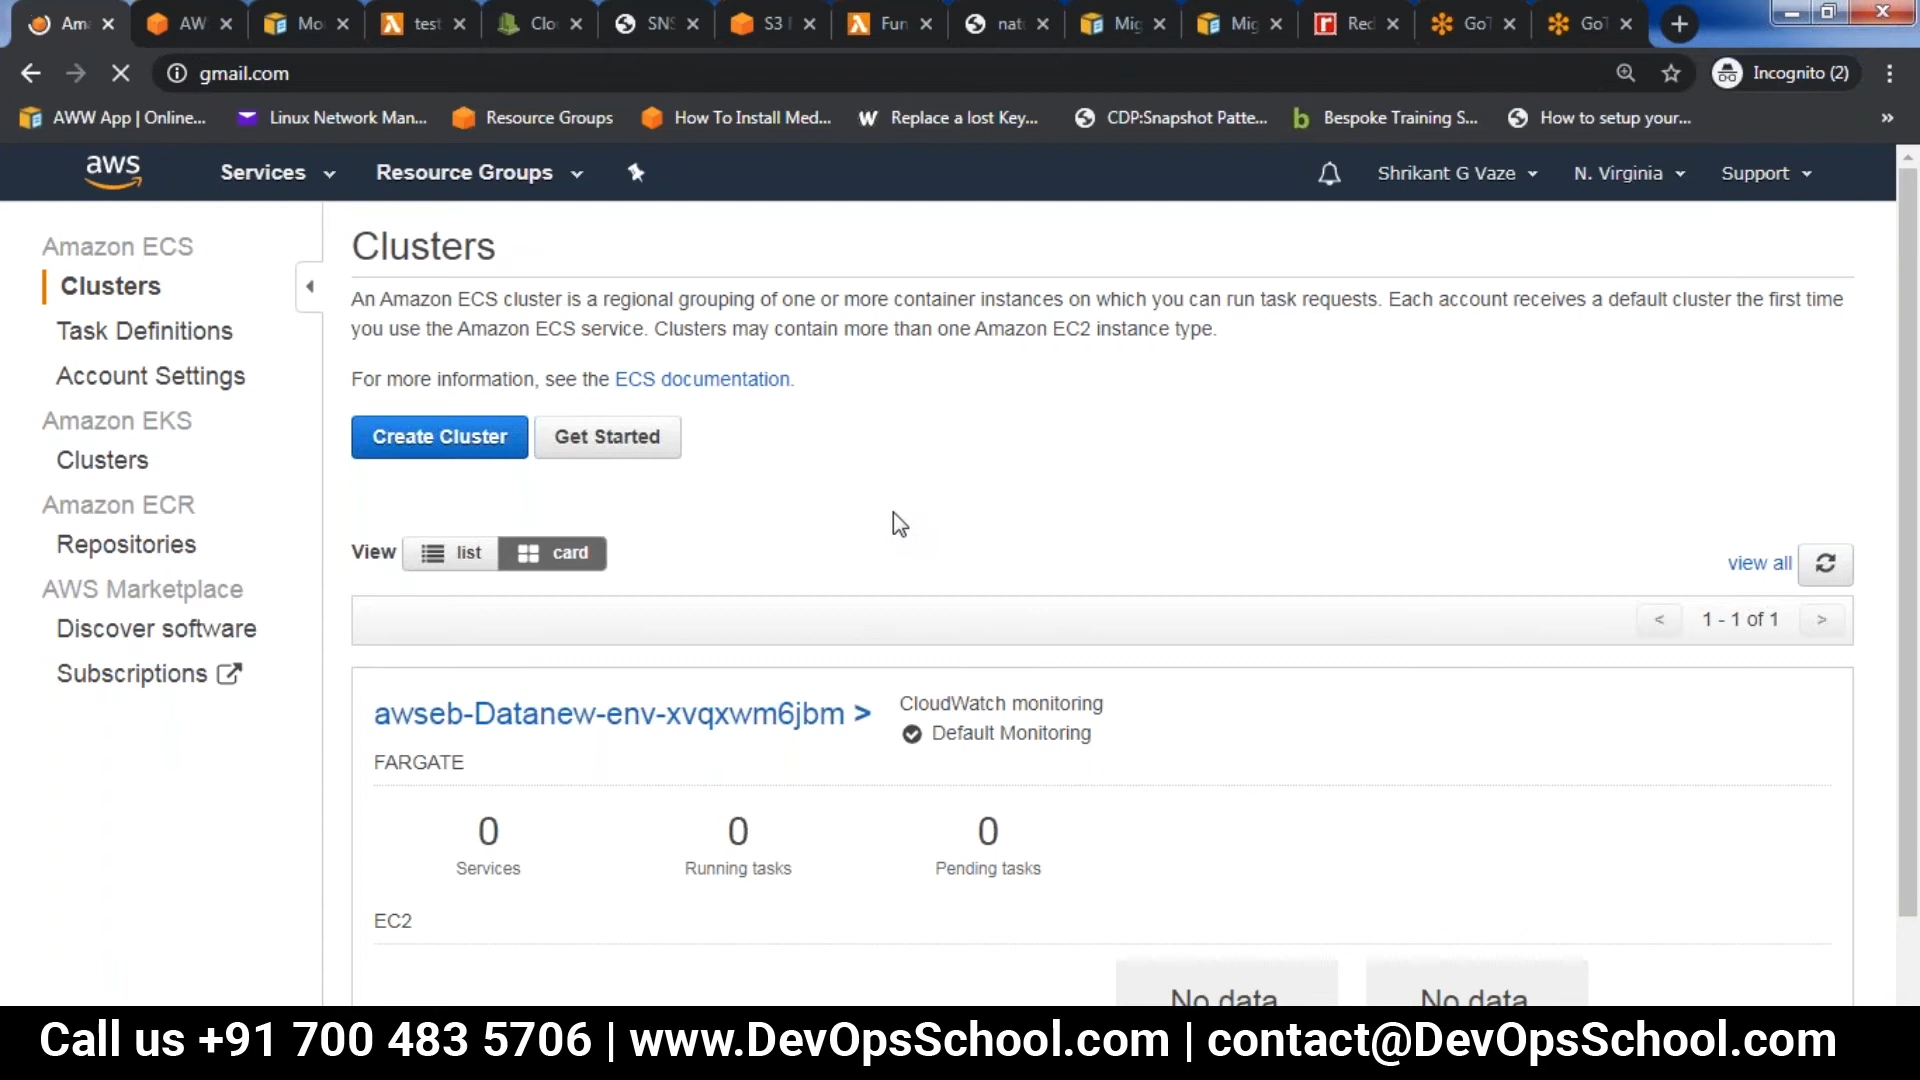 Am
AW
Mo
test
Clo
SNS
S3
Fun
nat
Mig
Mig
Red
GoT
GoT
gmail.com
Incognito (2)
AWW App | Online...
Linux Network Man...
Resource Groups
How To Install Med...
Replace a lost Key...
CDP:Snapshot Patte...
Bespoke Training S...
How to setup your...
aws
Services
Resource Groups
Shrikant G Vaze
N. Virginia
Support
Amazon ECS
Clusters
Task Definitions
Account Settings
Amazon EKS
Clusters
Amazon ECR
Repositories
AWS Marketplace
Discover software
Subscriptions
Clusters
An Amazon ECS cluster is a regional grouping of one or more container instances on which you can run task requests. Each account receives a default cluster the first time
you use the Amazon ECS service. Clusters may contain more than one Amazon EC2 instance type.
For more information, see the ECS documentation.
Create Cluster
Get Started
View
list
card
view all
< 1 - 1 of 1 >
awseb-Datanew-env-xvqxwm6jbm >
CloudWatch monitoring
Default Monitoring
FARGATE
0
0
0
Services
Running tasks
Pending tasks
EC2
No data
No data
Call us +91 700 483 5706 | www.DevOpsSchool.com | contact@DevOpsSchool.com